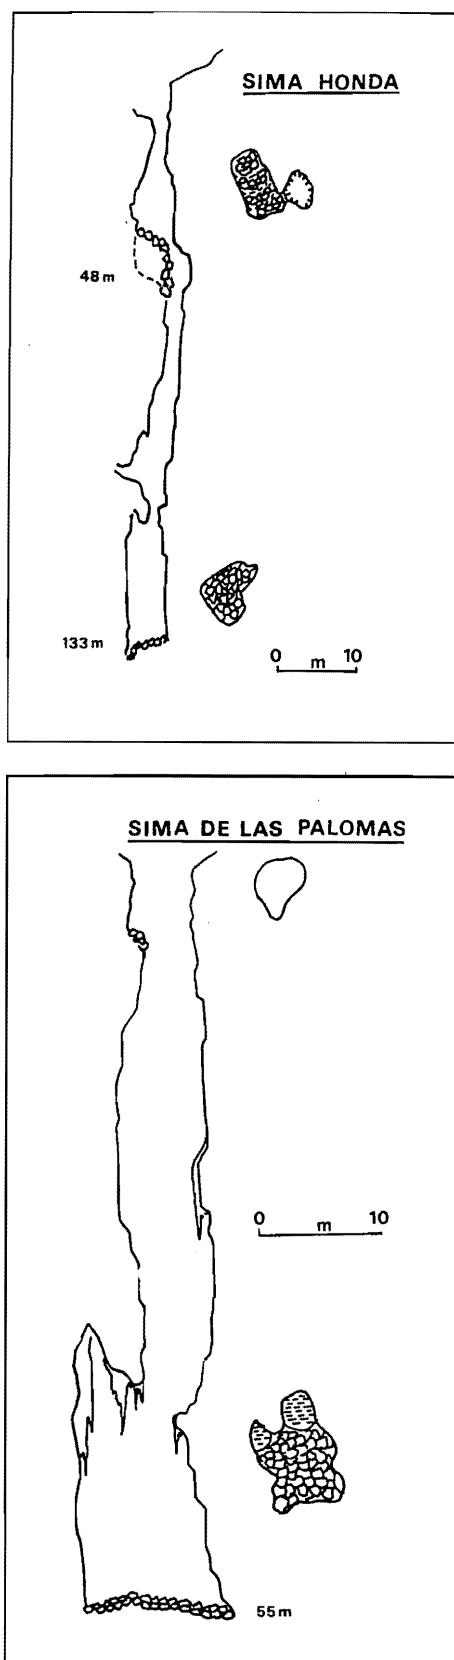 SIMA HONDA
48 m
133 m
0 m 10
SIMA DE LAS PALOMAS
0 m 10
55 m